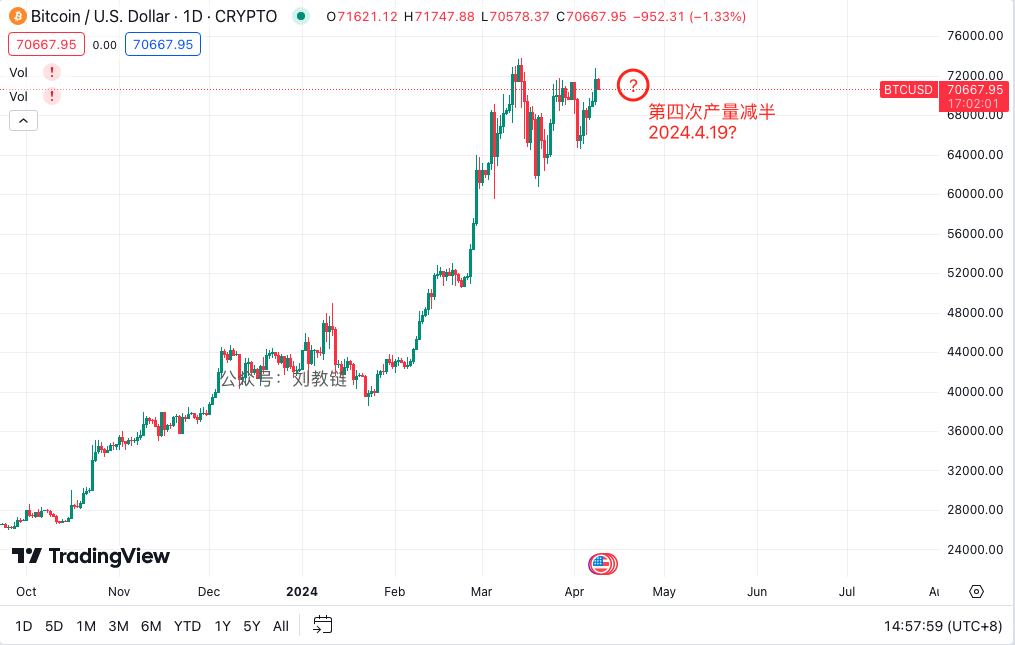 Bitcoin / U.S. Dollar · 1D · CRYPTO O71621.12 H71747.88 L70578.37 C70667.95 −952.31 (−1.33%)
70667.95 0.00 70667.95
Vol !
Vol !
76000.00
72000.00
BTCUSD 70667.95
17:02:01
68000.00
64000.00
60000.00
56000.00
52000.00
48000.00
44000.00
40000.00
36000.00
32000.00
28000.00
24000.00
?
第四次产量减半
2024.4.19?
公众号：刘教链
TradingView
Oct Nov Dec 2024 Feb Mar Apr May Jun Jul Au
1D 5D 1M 3M 6M YTD 1Y 5Y All 14:57:59 (UTC+8)